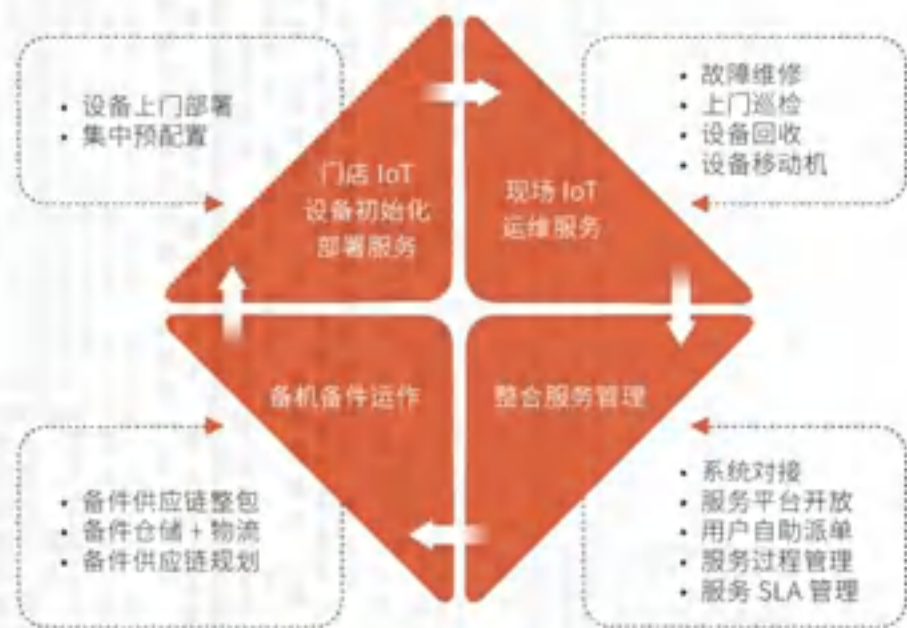 • 设备上门部署
• 集中预配置
门店 IoT
设备初始化
部署服务
现场 IoT
运维服务
• 故障维修
• 上门巡检
• 设备回收
• 设备移动机
备机备件运作
整合服务管理
• 备件供应链整包
• 备件仓储 + 物流
• 备件供应链规划
• 系统对接
• 服务平台开放
• 用户自助派单
• 服务过程管理
• 服务 SLA 管理